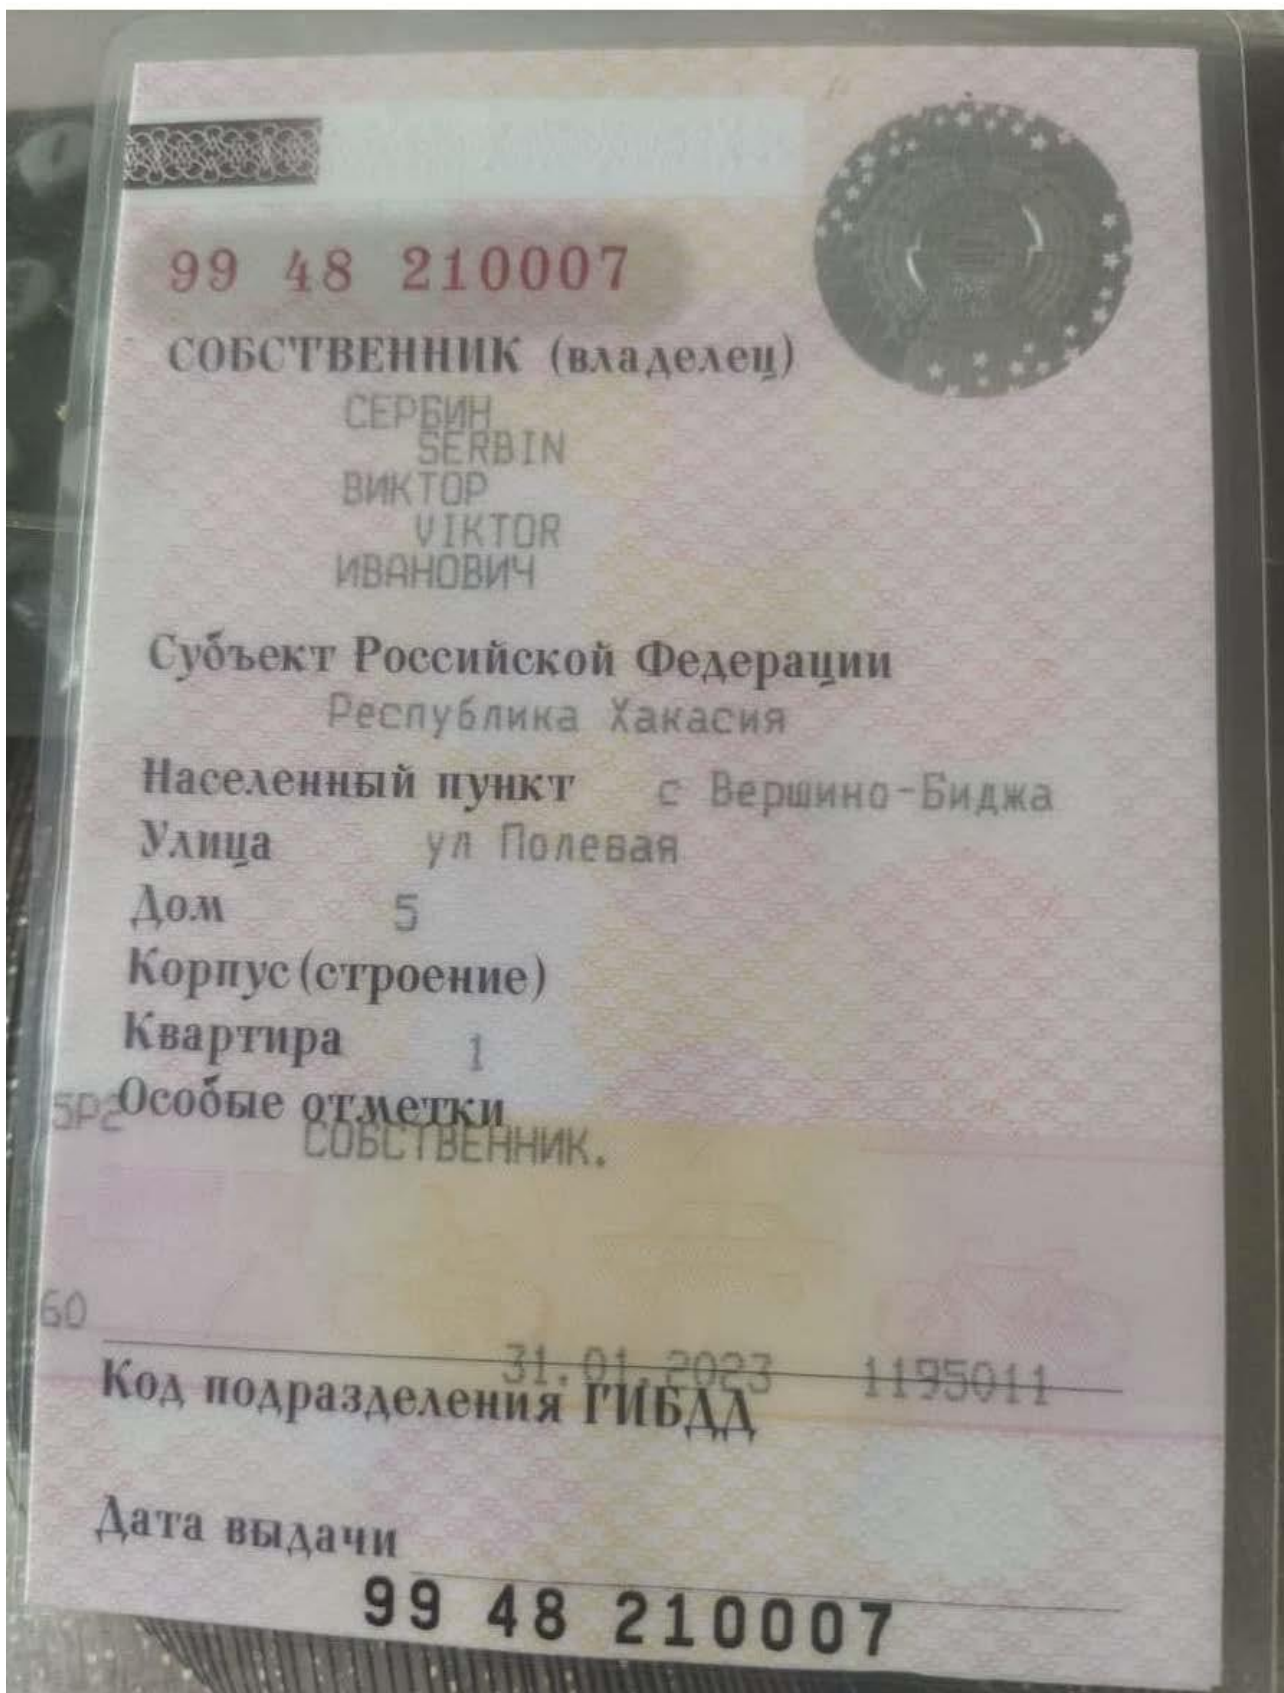 99 48 210007
СОБСТВЕННИК (владелец)
СЕРБИН
SERBIN
ВИКТОР
VIKTOR
ИВАНОВИЧ
Субъект Российской Федерации
Республика Хакасия
Населенный пункт с Вершино-Биджа
Улица ул Полевая
Дом 5
Корпус (строение)
Квартира 1
5P2 Особые отметки
СОБСТВЕННИК.
60
31.01.2023 1195011
Код подразделения ГИБДД
Дата выдачи
99 48 210007